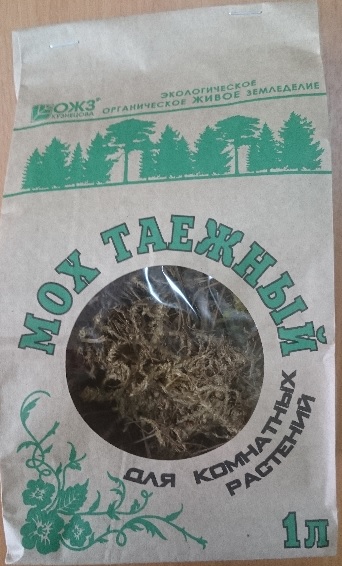 ОЖЗ®
КУЗНЕЦОВА
ЭКОЛОГИЧЕСКОЕ
ОРГАНИЧЕСКОЕ ЖИВОЕ ЗЕМЛЕДЕЛИЕ
МОХ ТАЕЖНЫЙ
ДЛЯ КОМНАТНЫХ
РАСТЕНИЙ
1л